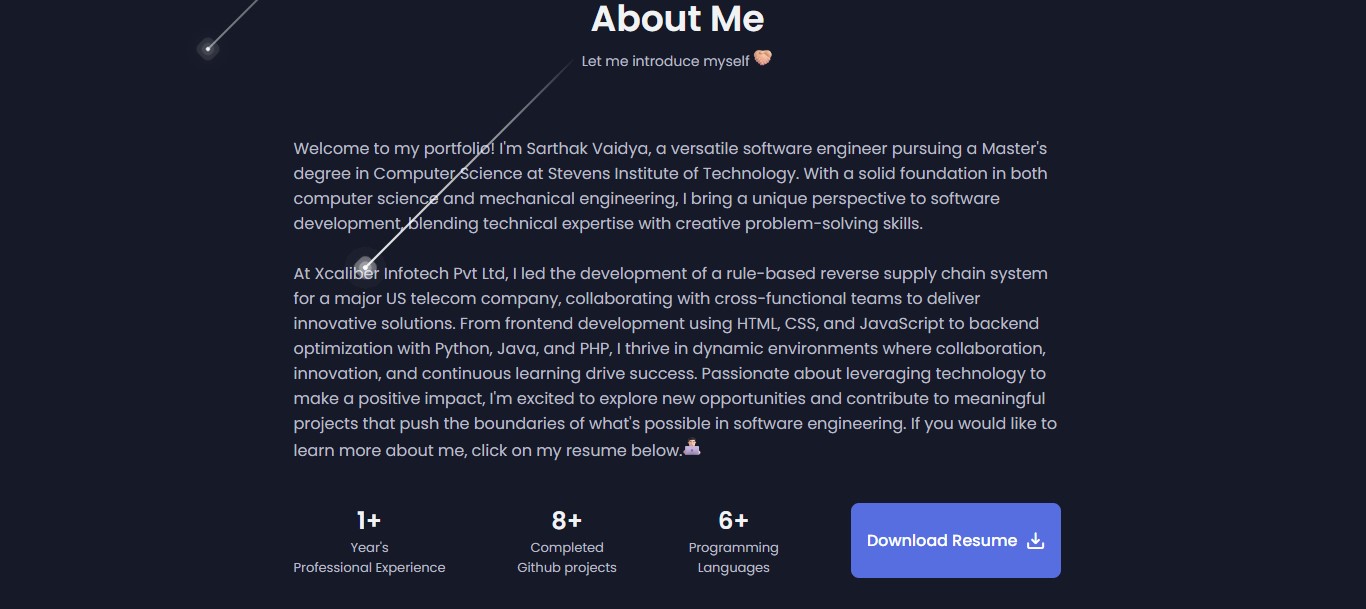 About Me
Let me introduce myself
Welcome to my portfolio! I'm Sarthak Vaidya, a versatile software engineer pursuing a Master's
degree in Computer Science at Stevens Institute of Technology. With a solid foundation in both
computer science and mechanical engineering, I bring a unique perspective to software
development, blending technical expertise with creative problem-solving skills.
At Xcaliber Infotech Pvt Ltd, I led the development of a rule-based reverse supply chain system
for a major US telecom company, collaborating with cross-functional teams to deliver
innovative solutions. From frontend development using HTML, CSS, and JavaScript to backend
optimization with Python, Java, and PHP, I thrive in dynamic environments where collaboration,
innovation, and continuous learning drive success. Passionate about leveraging technology to
make a positive impact, I'm excited to explore new opportunities and contribute to meaningful
projects that push the boundaries of what's possible in software engineering. If you would like to
learn more about me, click on my resume below.
1+
Year's
Professional Experience
8+
Completed
Github projects
6+
Programming
Languages
Download Resume